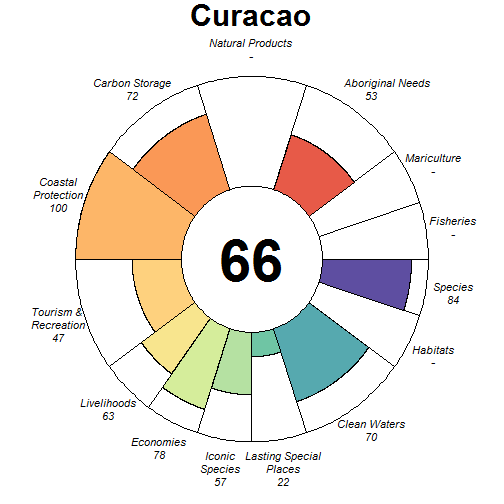 Curacao
Natural Products
-
Carbon Storage
72
Aboriginal Needs
53
Mariculture
-
Coastal
Protection
100
Fisheries
-
66
Species
84
Tourism &
Recreation
47
Habitats
-
Livelihoods
63
Clean Waters
70
Economies
78
Iconic
Species
57
Lasting Special
Places
22